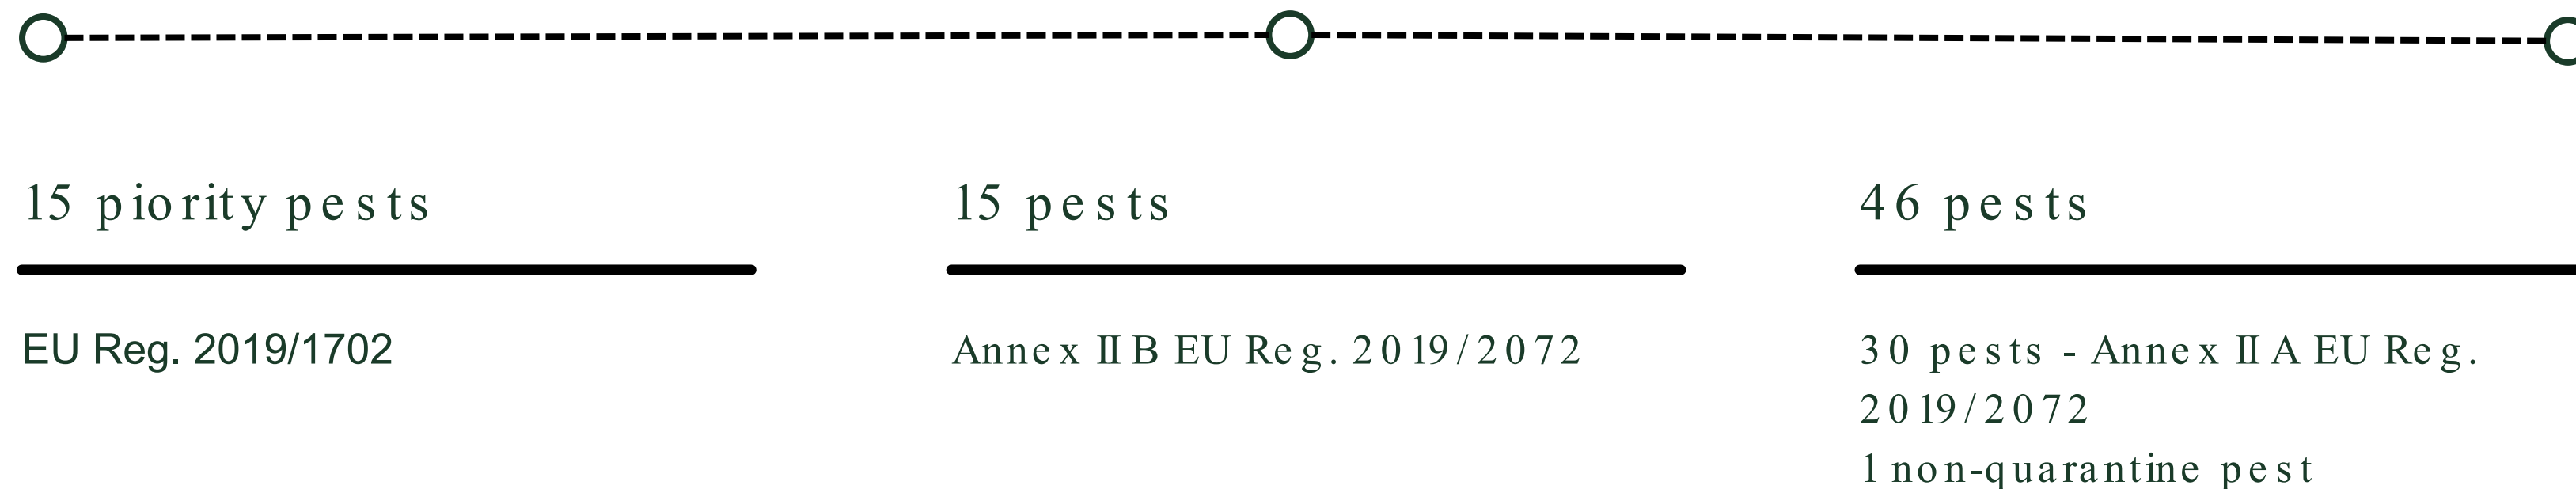 15 piority pests
15 pests
46 pests
EU Reg. 2019/1702
Annex II B EU Reg. 2019/2072
30 pests - Annex II A EU Reg.
2019/2072
1 non-quarantine pest